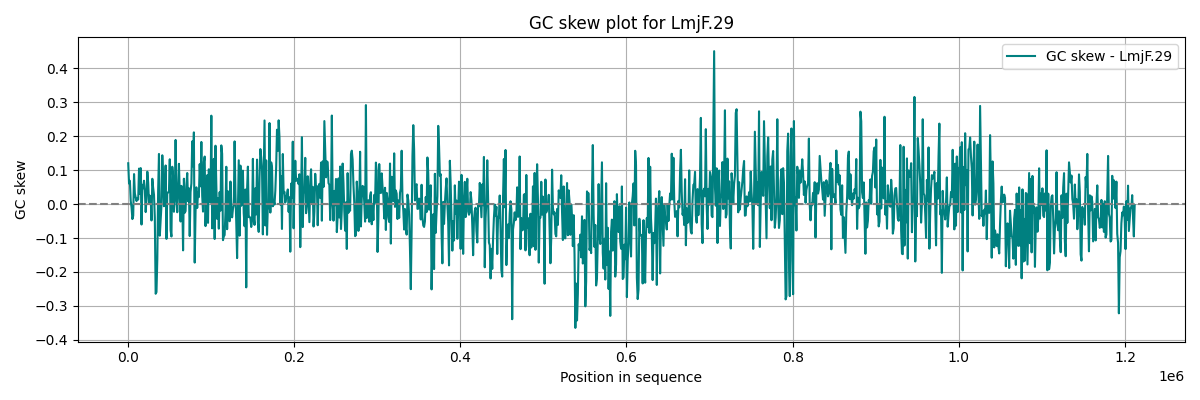 GC skew plot for LmjF.29
GC skew - LmjF.29
GC skew
0.4
0.3
0.2
0.1
0.0
−0.1
−0.2
−0.3
−0.4
0.0 0.2 0.4 0.6 0.8 1.0 1.2
1e6
Position in sequence